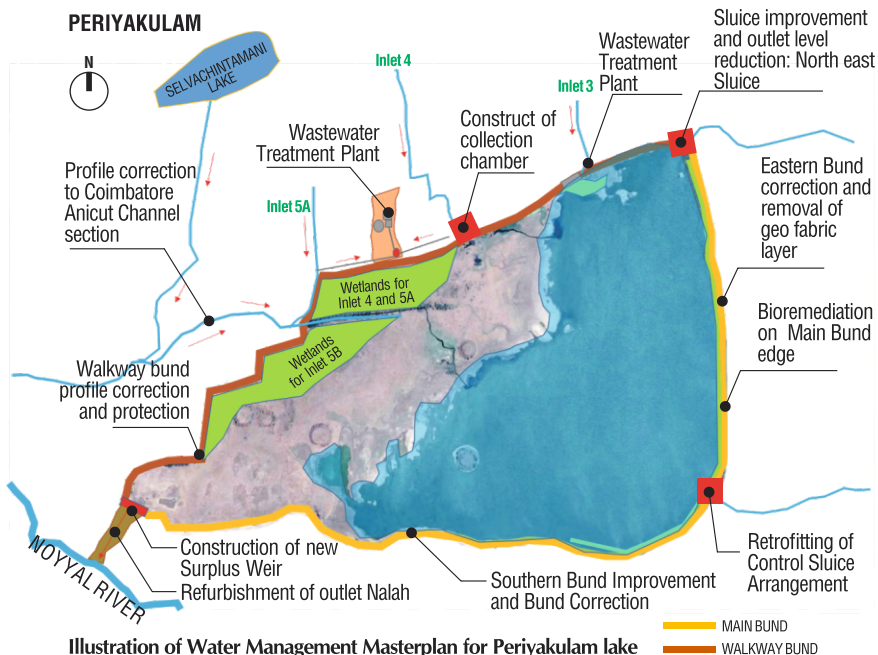 PERIYAKULAM
N
SELVACHINTAMANI
LAKE
Inlet 4
Inlet 3
Inlet 5A
Wastewater
Treatment Plant
Sluice improvement
and outlet level
reduction: North east
Sluice
Construct of
collection
chamber
Wastewater
Treatment Plant
Profile correction
to Coimbatore
Anicut Channel
section
Eastern Bund
correction and
removal of
geo fabric
layer
Wetlands for
Inlet 4 and 5A
Wetlands
for Inlet 5B
Bioremediation
on Main Bund
edge
Walkway bund
profile correction
and protection
NOYYAL RIVER
Construction of new
Surplus Weir
Refurbishment of outlet Nalah
Southern Bund Improvement
and Bund Correction
Retrofitting of
Control Sluice
Arrangement
MAIN BUND
WALKWAY BUND
Illustration of Water Management Masterplan for Periyakulam lake